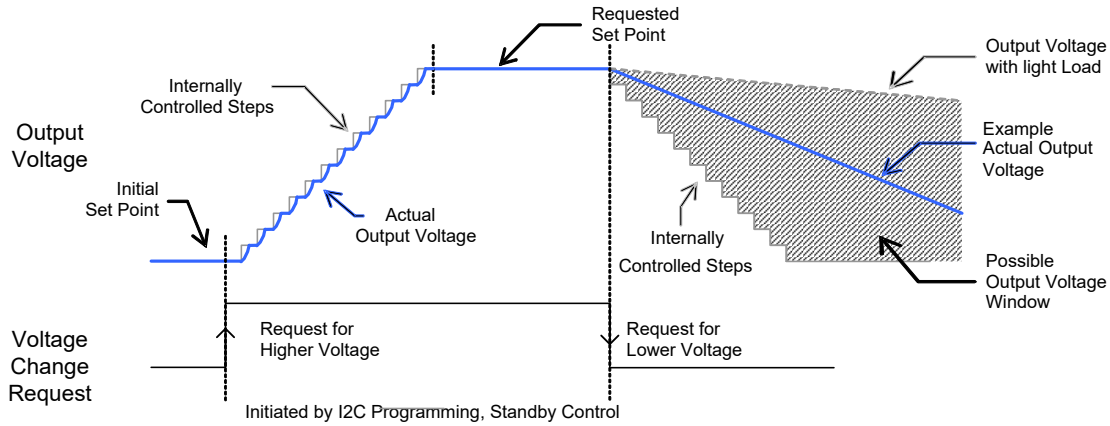 Requested
Set Point
Output Voltage
with light Load
Internally
Controlled Steps
Output
Voltage
Example
Actual Output
Voltage
Initial
Set Point
Actual
Output Voltage
Internally
Controlled Steps
Possible
Output Voltage
Window
Voltage
Change
Request
Request for
Higher Voltage
Request for
Lower Voltage
Initiated by I2C Programming, Standby Control